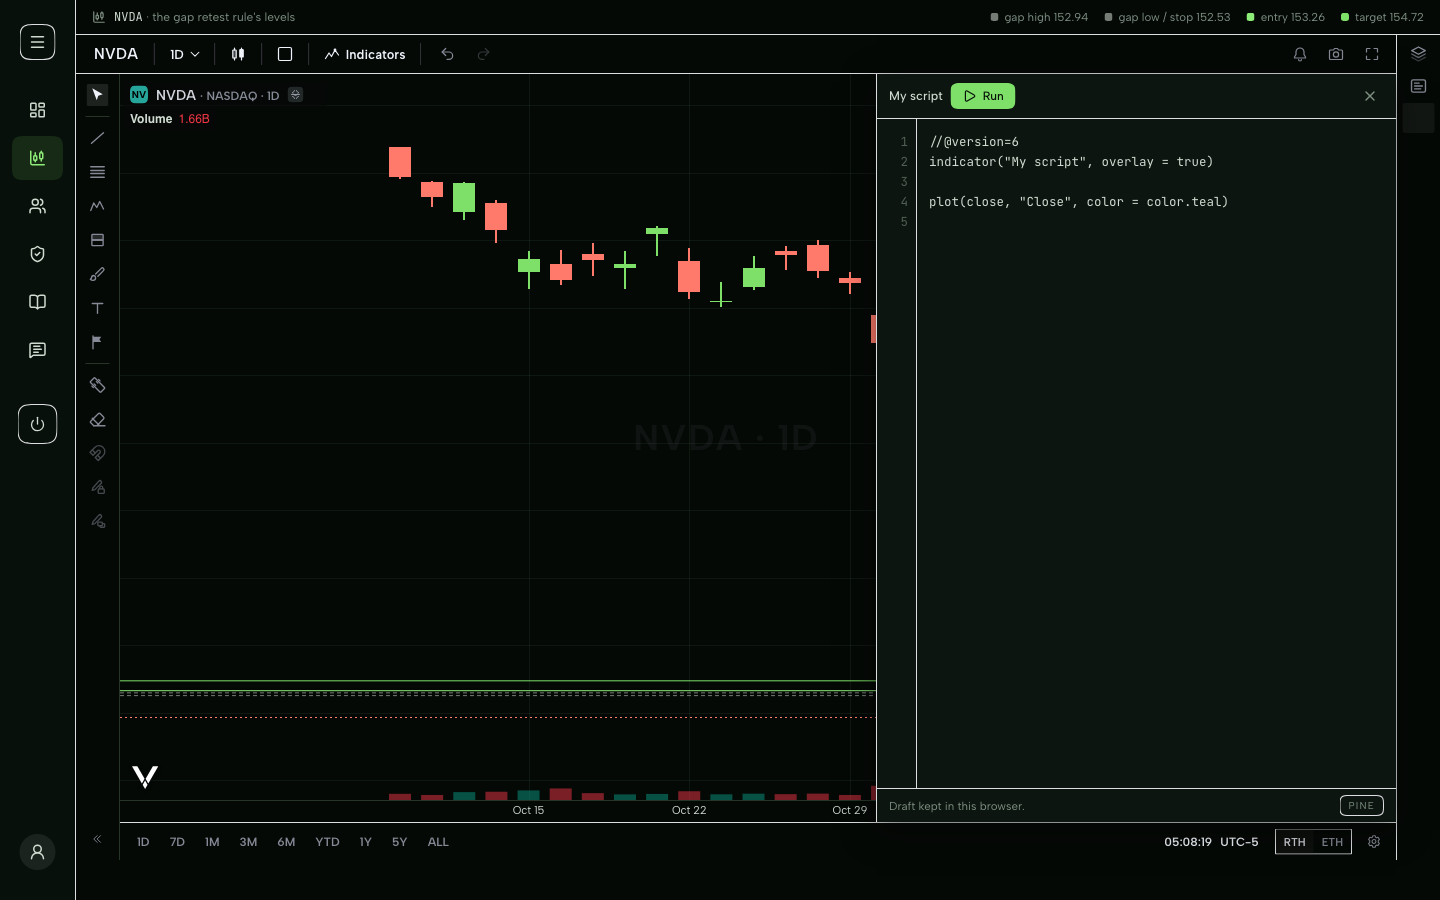 NVDA · the gap retest rule's levels
gap high 152.94 gap low / stop 152.53 entry 153.26 target 154.72
NVDA 1D Indicators
NV NVDA · NASDAQ · 1D
Volume 1.66B
NVDA · 1D
Oct 15 Oct 22 Oct 29
My script Run
1 //@version=6
2 indicator("My script", overlay = true)
3
4 plot(close, "Close", color = color.teal)
5
Draft kept in this browser. PINE
1D 7D 1M 3M 6M YTD 1Y 5Y ALL
05:08:19 UTC-5 RTH ETH